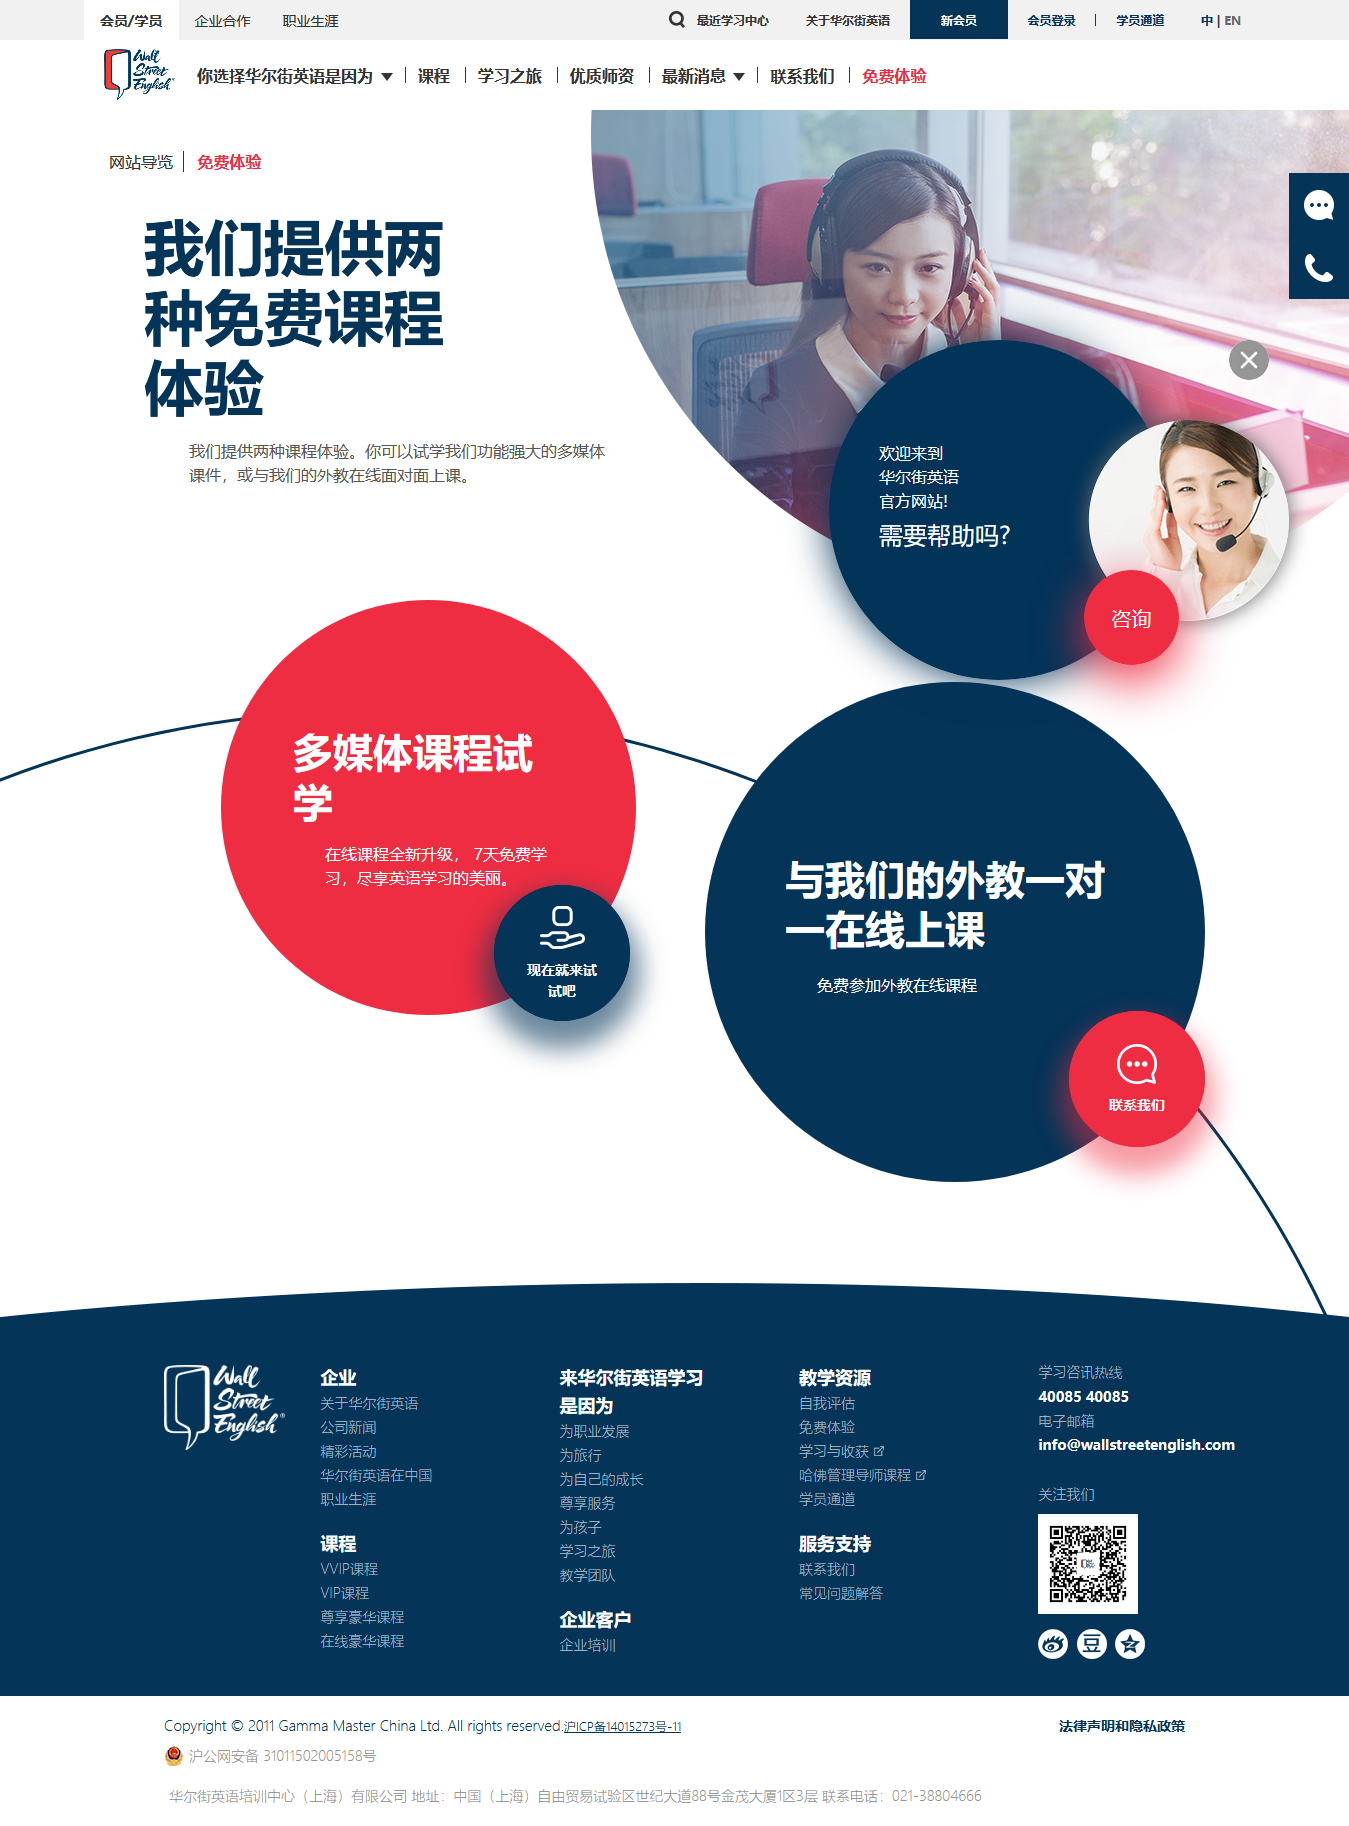 会员/学员 企业合作 职业生涯 最近学习中心 关于华尔街英语 新会员 会员登录 | 学员通道 中 | EN
Wall Street English
你选择华尔街英语是因为 课程 学习之旅 优质师资 最新消息 联系我们 免费体验
网站导览 免费体验
我们提供两
种免费课程
体验
我们提供两种课程体验。你可以试学我们功能强大的多媒体
课件，或与我们的外教在线面对面上课。
欢迎来到
华尔街英语
官方网站!
需要帮助吗?
咨询
多媒体课程试
学
在线课程全新升级， 7天免费学
习，尽享英语学习的美丽。
现在就来试
试吧
与我们的外教一对
一在线上课
免费参加外教在线课程
联系我们
Wall
Street
English
企业
关于华尔街英语
公司新闻
精彩活动
华尔街英语在中国
职业生涯
课程
VVIP课程
VIP课程
尊享豪华课程
在线豪华课程
来华尔街英语学习
是因为
为职业发展
为旅行
为自己的成长
尊享服务
为孩子
学习之旅
教学团队
企业客户
企业培训
教学资源
自我评估
免费体验
学习与收获
哈佛管理导师课程
学员通道
服务支持
联系我们
常见问题解答
学习咨讯热线
40085 40085
电子邮箱
info@wallstreetenglish.com
关注我们
豆
Copyright © 2011 Gamma Master China Ltd. All rights reserved.沪ICP备14015273号-11 法律声明和隐私政策
沪公网安备 31011502005158号
华尔街英语培训中心（上海）有限公司 地址：中国（上海）自由贸易试验区世纪大道88号金茂大厦1区3层 联系电话：021-38804666